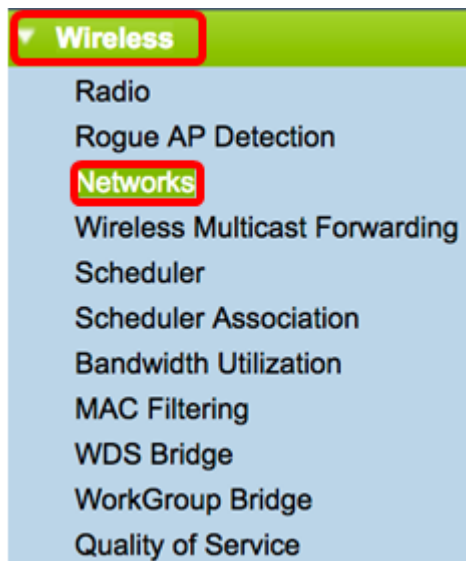 Wireless
Radio
Rogue AP Detection
Networks
Wireless Multicast Forwarding
Scheduler
Scheduler Association
Bandwidth Utilization
MAC Filtering
WDS Bridge
WorkGroup Bridge
Quality of Service